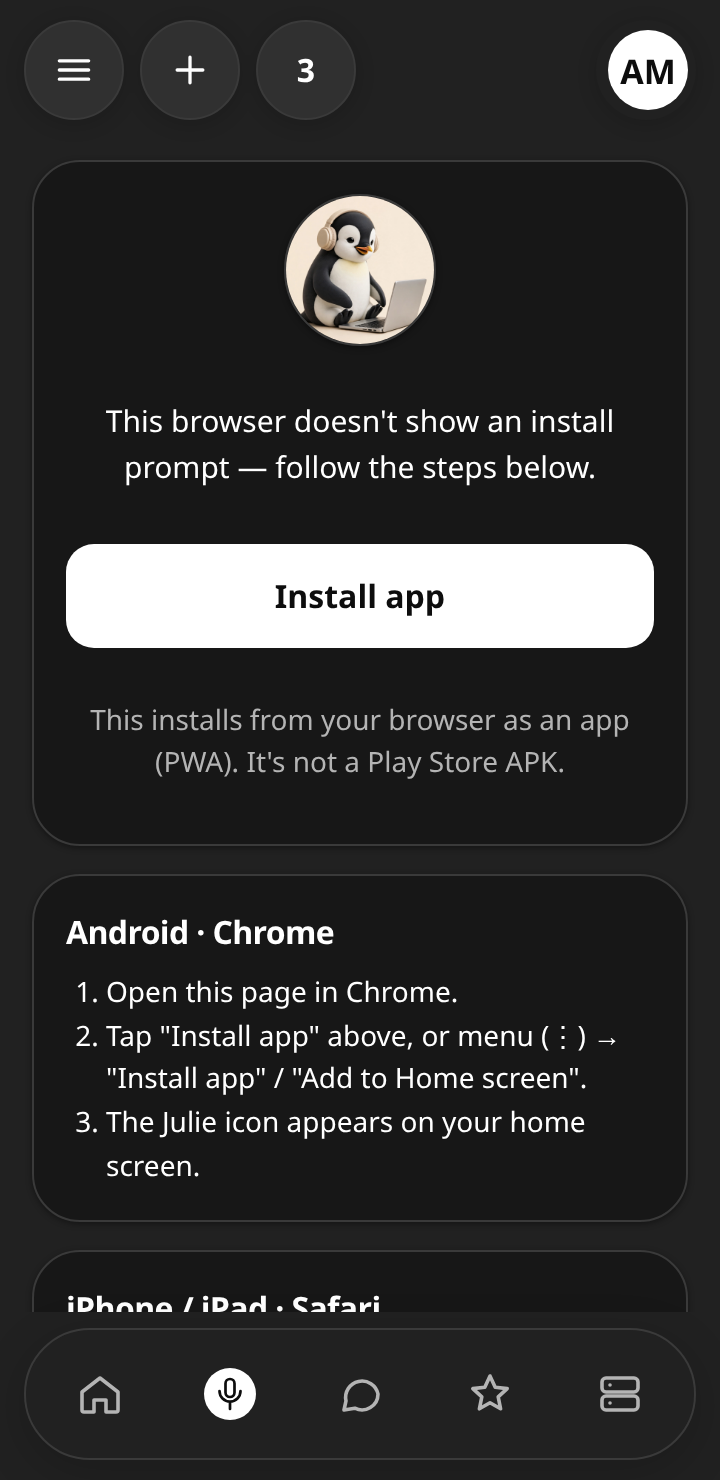 3
AM
This browser doesn't show an install
prompt — follow the steps below.
Install app
This installs from your browser as an app
(PWA). It's not a Play Store APK.
Android · Chrome
1. Open this page in Chrome.
2. Tap "Install app" above, or menu (⋮) →
"Install app" / "Add to Home screen".
3. The Julie icon appears on your home
screen.
iPhone / iPad · Safari